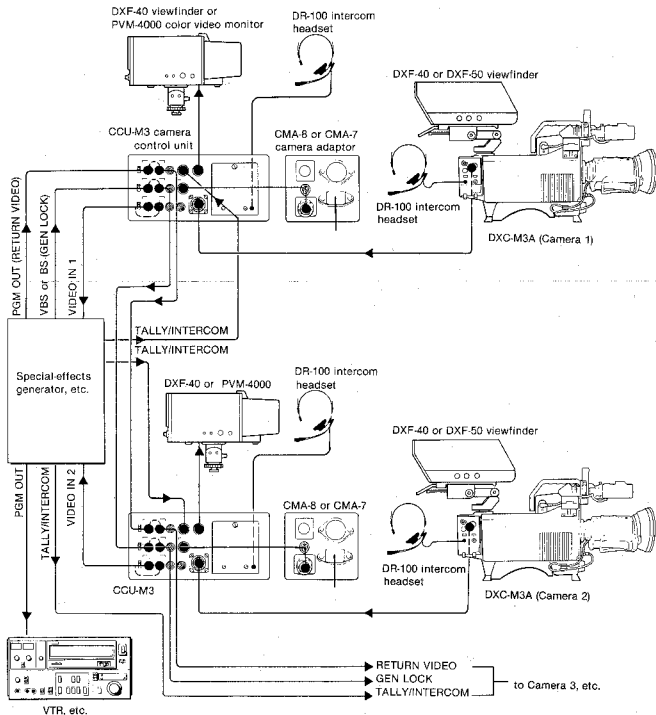 DXF-40 viewfinder or
PVM-4000 color video monitor
DR-100 intercom
headset
DXF-40 or DXF-50 viewfinder
CCU-M3 camera
control unit
CMA-8 or CMA-7
camera adaptor
DR-100 intercom
headset
DXC-M3A (Camera 1)
PGM OUT (RETURN VIDEO)
VBS or BS-(GEN LOCK)
VIDEO IN 1
TALLY/INTERCOM
TALLY/INTERCOM
Special-effects
generator, etc.
DXF-40 or PVM-4000
DR-100 intercom
headset
DXF-40 or DXF-50 viewfinder
PGM OUT
TALLY/INTERCOM
VIDEO IN 2
CMA-8 or CMA-7
CCU-M3
DR-100 intercom
headset
DXC-M3A (Camera 2)
RETURN VIDEO
GEN LOCK
TALLY/INTERCOM
to Camera 3, etc.
VTR, etc.